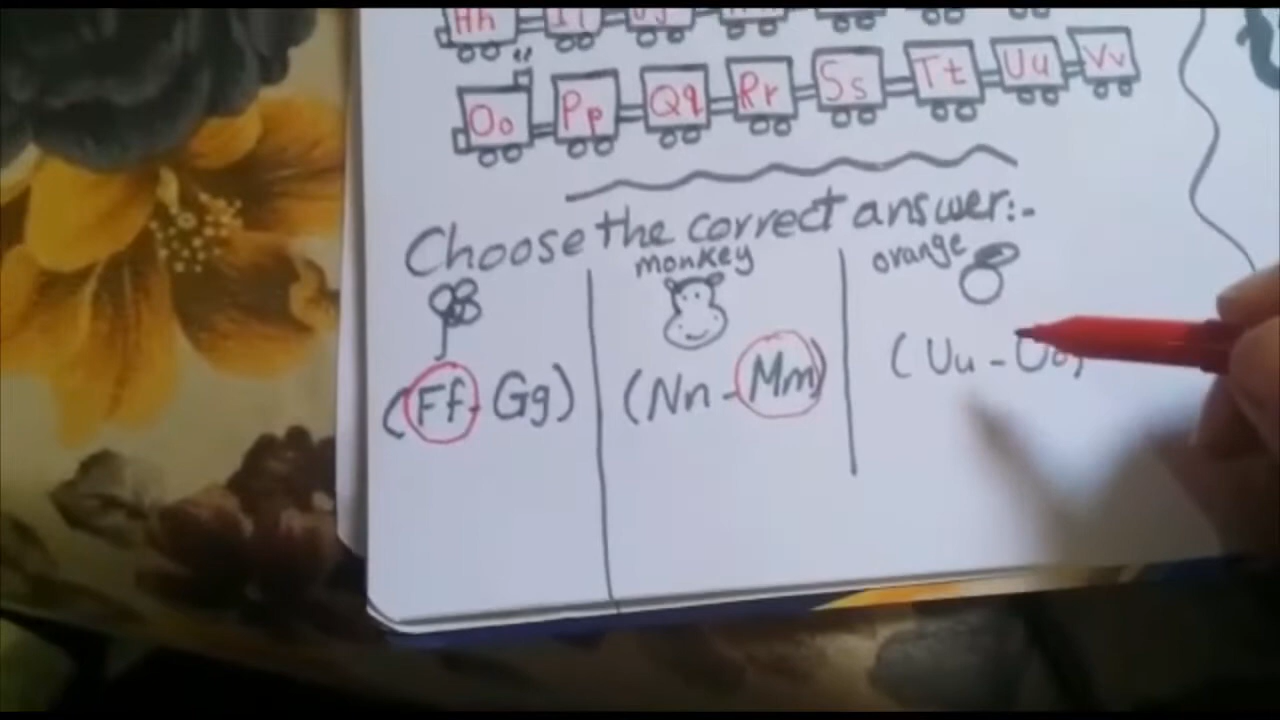 Hh Ii Jj
Oo Pp Qq Rr Ss Tt Uu Vv
Choose the correct answer:-
monkey orange
(Ff - Gg) (Nn - Mm) (Uu - Oo)